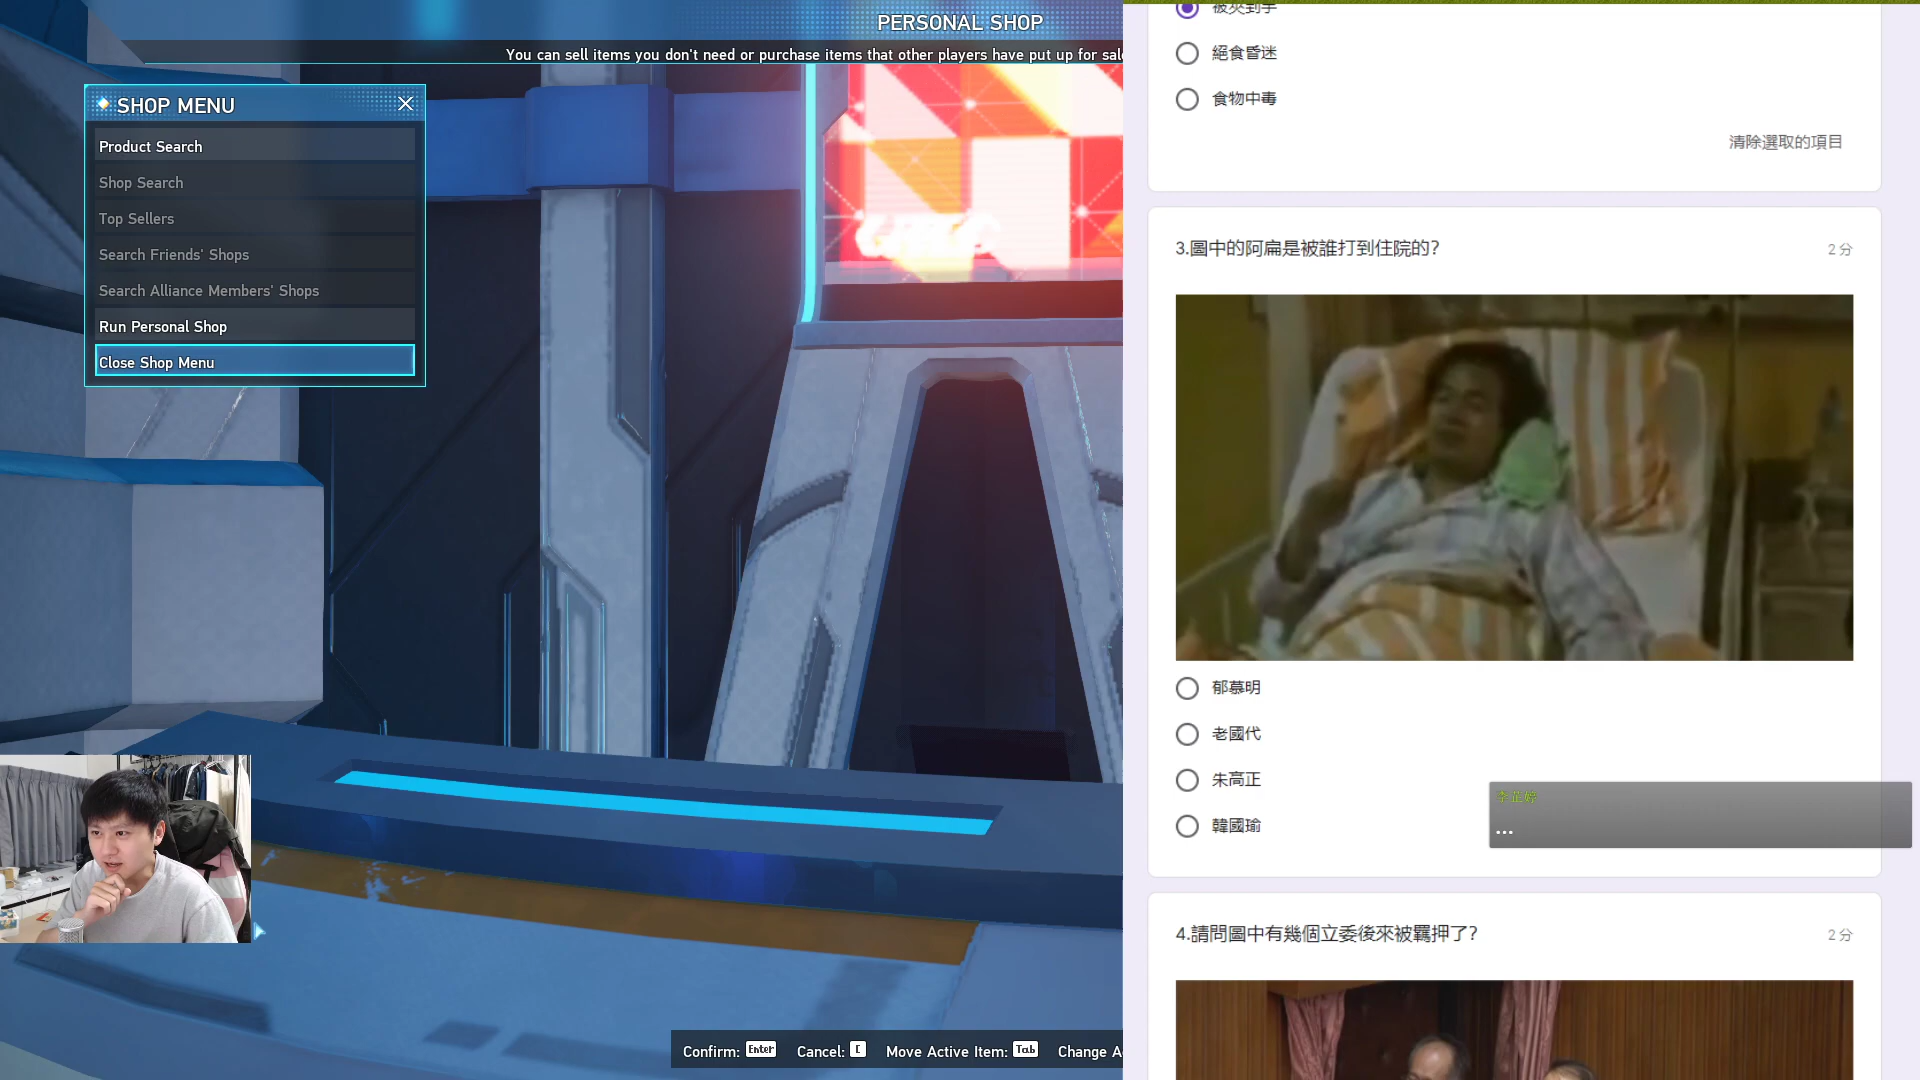 PERSONAL SHOP
You can sell items you don't need or purchase items that other players have put up for sale
SHOP MENU
Product Search
Shop Search
Top Sellers
Search Friends' Shops
Search Alliance Members' Shops
Run Personal Shop
Close Shop Menu
Confirm: Enter Cancel: E Move Active Item: Tab Change A
被夾到手
絕食昏迷
食物中毒
清除選取的項目
3.圖中的阿扁是被誰打到住院的?
2 分
郁慕明
老國代
朱高正
韓國瑜
...
4.請問圖中有幾個立委後來被羈押了?
2 分